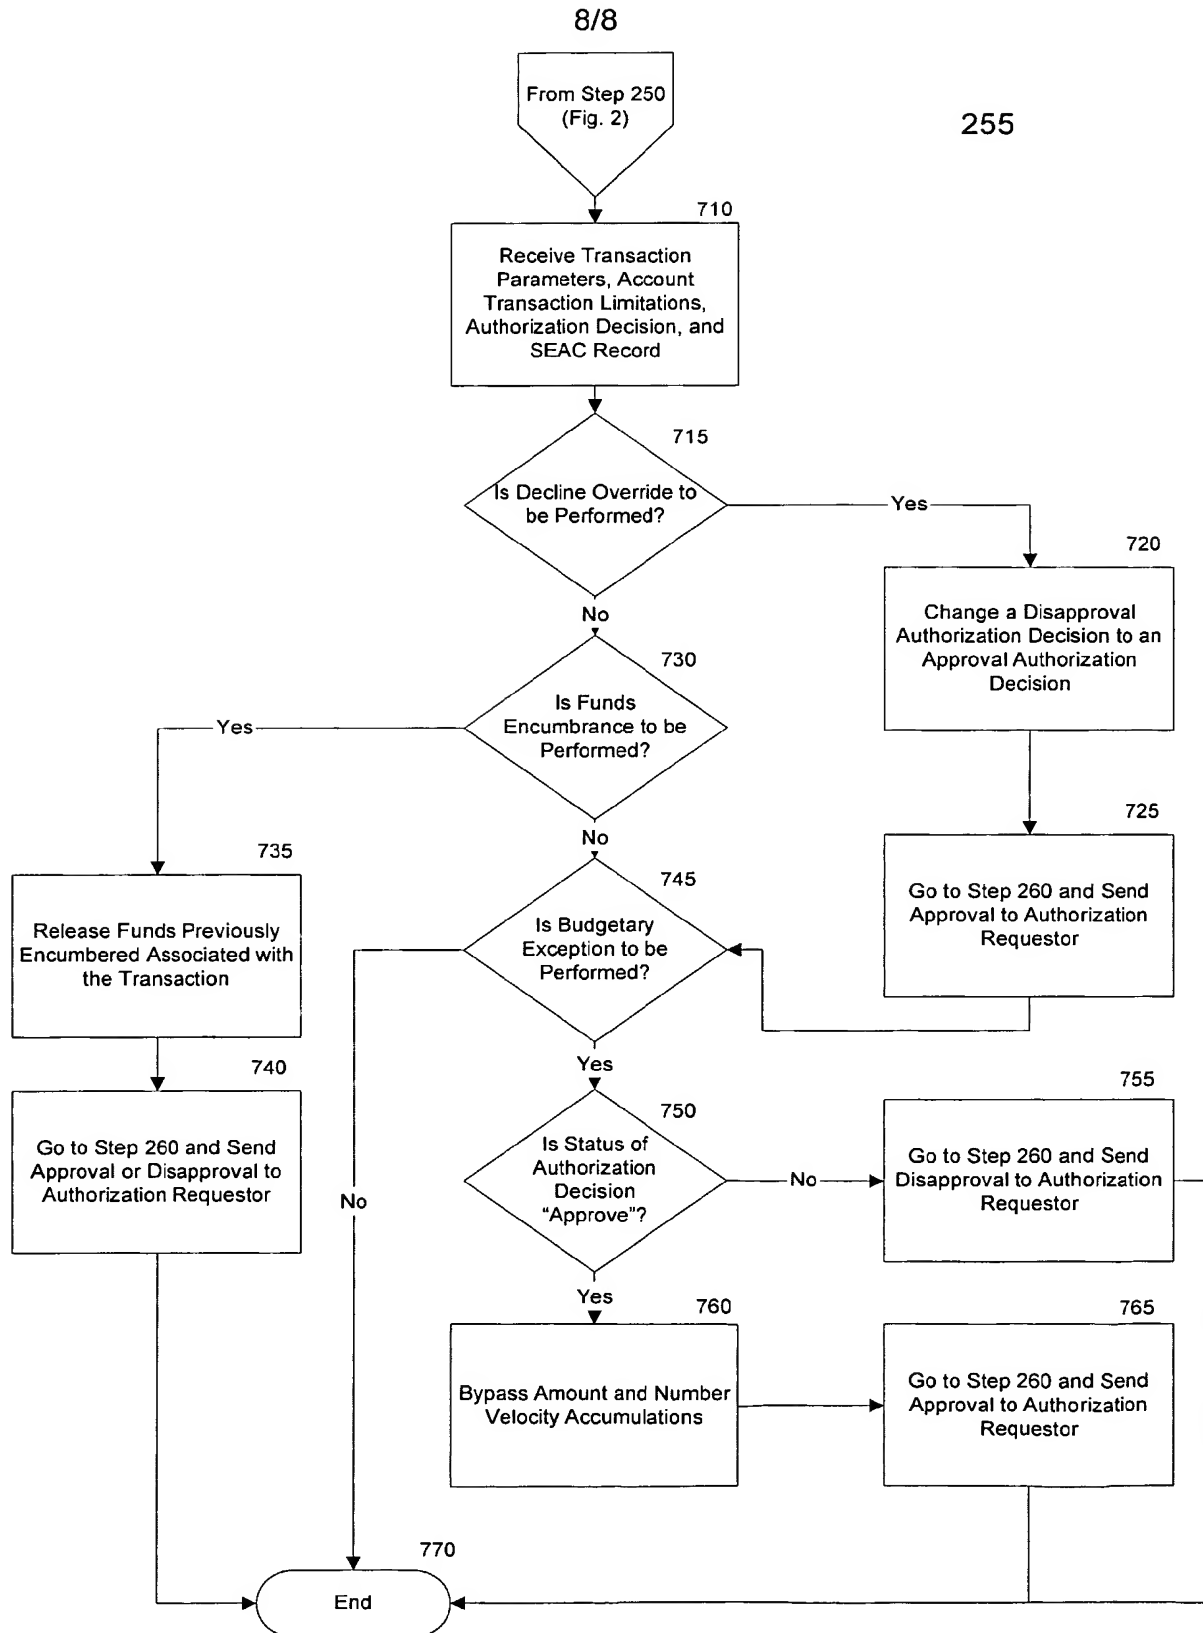 8/8
From Step 250
(Fig. 2)
255
710
Receive Transaction
Parameters, Account
Transaction Limitations,
Authorization Decision, and
SEAC Record
715
Is Decline Override to
be Performed?
Yes
720
Change a Disapproval
Authorization Decision to an
Approval Authorization
Decision
No
730
Is Funds
Encumbrance to be
Performed?
Yes
725
Go to Step 260 and Send
Approval to Authorization
Requestor
No
735
Release Funds Previously
Encumbered Associated with
the Transaction
745
Is Budgetary
Exception to be
Performed?
Yes
740
Go to Step 260 and Send
Approval or Disapproval to
Authorization Requestor
No
750
Is Status of
Authorization
Decision
“Approve”?
No
755
Go to Step 260 and Send
Disapproval to Authorization
Requestor
Yes
760
Bypass Amount and Number
Velocity Accumulations
765
Go to Step 260 and Send
Approval to Authorization
Requestor
770
End